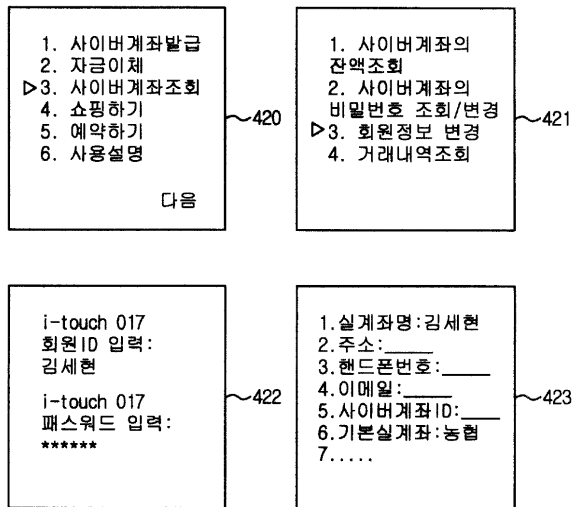 1. 사이버계좌발급
2. 자금이체
▷3. 사이버계좌조회
4. 쇼핑하기
5. 예약하기
6. 사용설명
다음
420
1. 사이버계좌의
잔액조회
2. 사이버계좌의
비밀번호 조회/변경
▷3. 회원정보 변경
4. 거래내역조회
421
i-touch 017
회원ID 입력:
김세현
i-touch 017
패스워드 입력:
******
422
1.실계좌명:김세현
2.주소:_____
3.핸드폰번호:_____
4.이메일:_____
5.사이버계좌ID:____
6.기본실계좌:농협
7.....
423